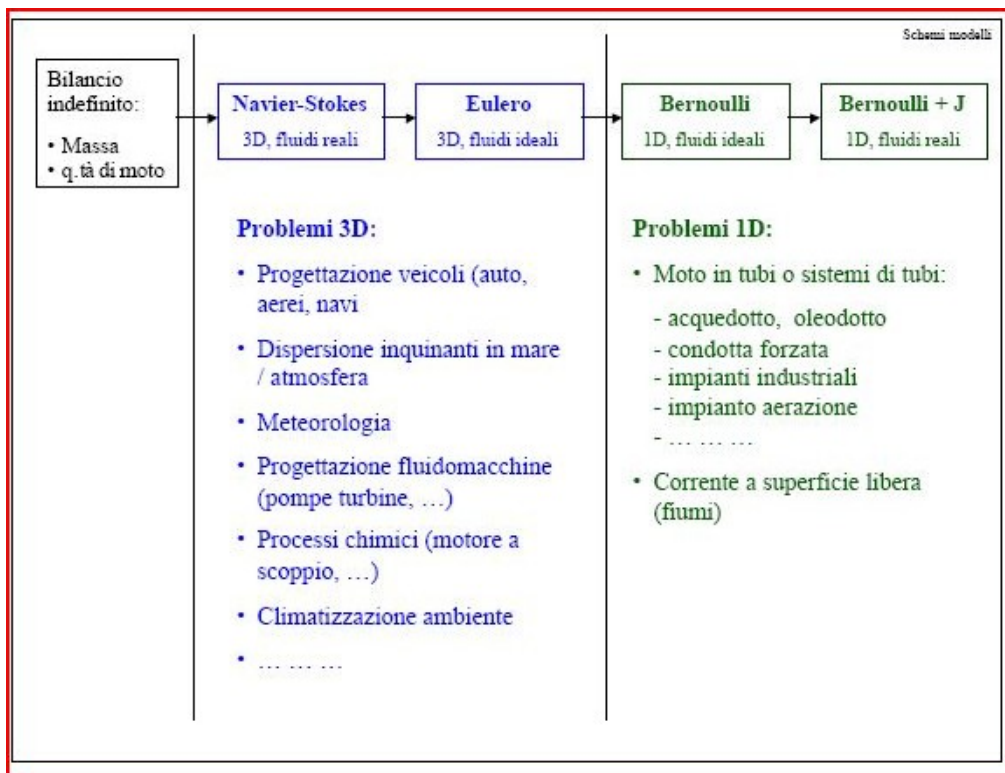 Schemi modelli
Bilancio
indefinito:
• Massa
• q.tà di moto
Navier-Stokes
3D, fluidi reali
Eulero
3D, fluidi ideali
Bernoulli
1D, fluidi ideali
Bernoulli + J
1D, fluidi reali
Problemi 3D:
• Progettazione veicoli (auto,
aerei, navi
• Dispersione inquinanti in mare
/ atmosfera
• Meteorologia
• Progettazione fluidomacchine
(pompe turbine, …)
• Processi chimici (motore a
scoppio, …)
• Climatizzazione ambiente
• … … …
Problemi 1D:
• Moto in tubi o sistemi di tubi:
- acquedotto, oleodotto
- condotta forzata
- impianti industriali
- impianto aerazione
- … … …
• Corrente a superficie libera
(fiumi)